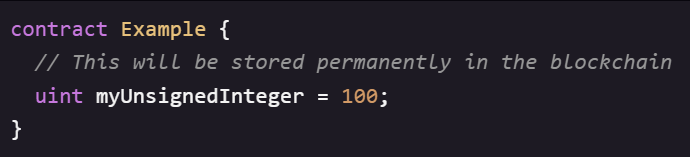 contract Example {
// This will be stored permanently in the blockchain
uint myUnsignedInteger = 100;
}